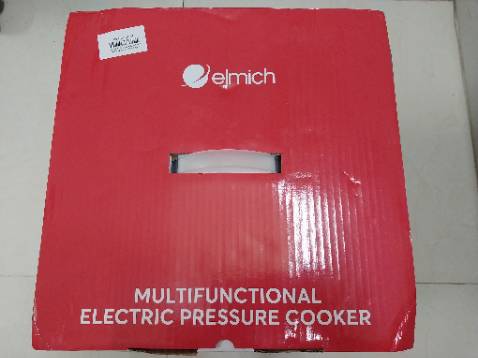 elmich
MULTIFUNCTIONAL
ELECTRIC PRESSURE COOKER